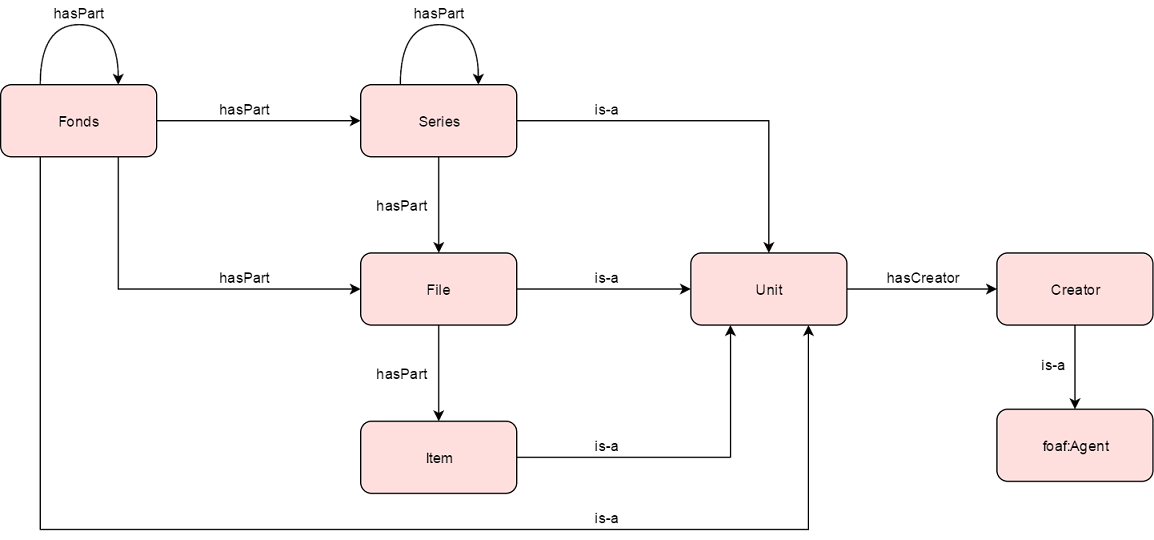 hasPart
hasPart
Fonds
hasPart
Series
is-a
hasPart
hasPart
File
is-a
Unit
hasCreator
Creator
hasPart
is-a
Item
is-a
foaf:Agent
is-a